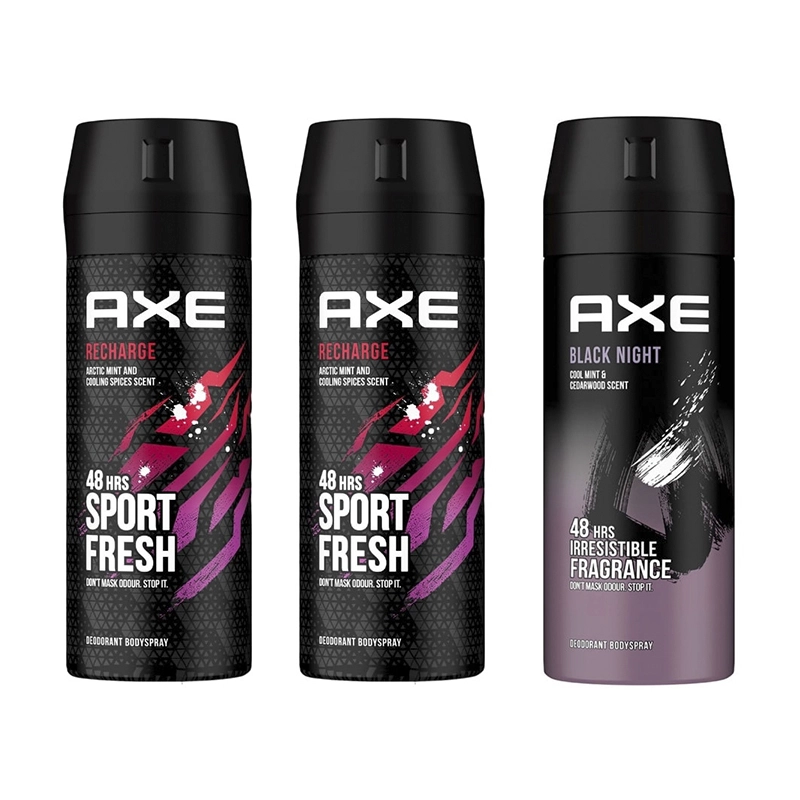 AXE
RECHARGE
ARCTIC MINT AND
COOLING SPICES SCENT
48 HRS
SPORT
FRESH
DON'T MASK ODOUR. STOP IT.
DEODORANT BODYSPRAY
AXE
RECHARGE
ARCTIC MINT AND
COOLING SPICES SCENT
48 HRS
SPORT
FRESH
DON'T MASK ODOUR. STOP IT.
DEODORANT BODYSPRAY
AXE
BLACK NIGHT
COOL MINT &
CEDARWOOD SCENT
48 HRS
IRRESISTIBLE
FRAGRANCE
DON'T MASK ODOUR. STOP IT.
DEODORANT BODYSPRAY